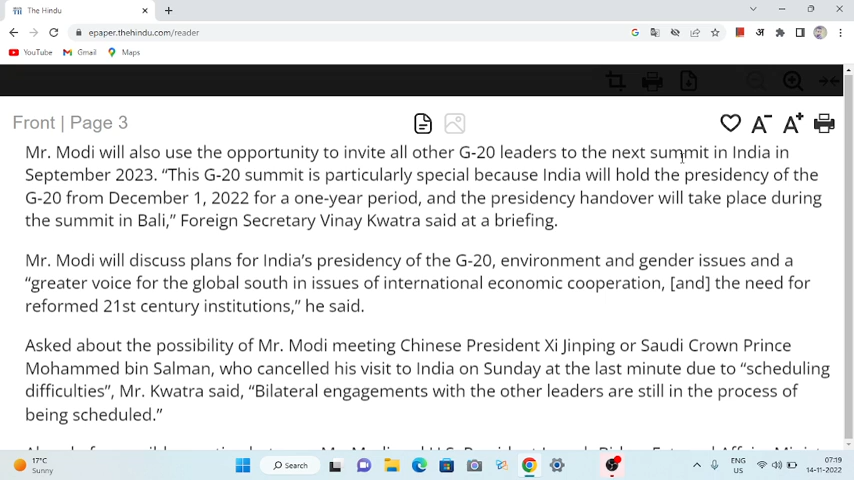 The Hindu
epaper.thehindu.com/reader
YouTube
Gmail
Maps
Front | Page 3
A-
A+
Mr. Modi will also use the opportunity to invite all other G-20 leaders to the next summit in India in
September 2023. “This G-20 summit is particularly special because India will hold the presidency of the
G-20 from December 1, 2022 for a one-year period, and the presidency handover will take place during
the summit in Bali,” Foreign Secretary Vinay Kwatra said at a briefing.
Mr. Modi will discuss plans for India’s presidency of the G-20, environment and gender issues and a
“greater voice for the global south in issues of international economic cooperation, [and] the need for
reformed 21st century institutions,” he said.
Asked about the possibility of Mr. Modi meeting Chinese President Xi Jinping or Saudi Crown Prince
Mohammed bin Salman, who cancelled his visit to India on Sunday at the last minute due to “scheduling
difficulties”, Mr. Kwatra said, “Bilateral engagements with the other leaders are still in the process of
being scheduled.”
17°C
Sunny
Search
ENG
US
07:19
14-11-2022